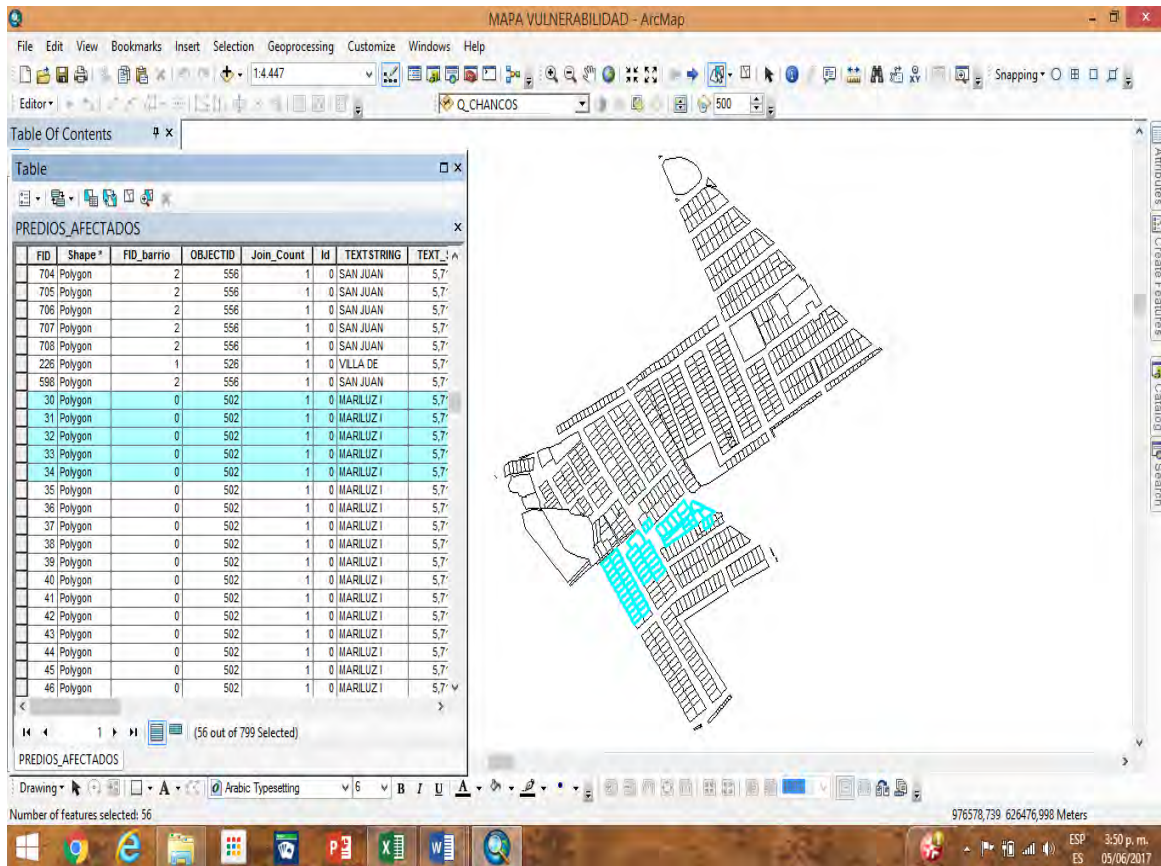 MAPA VULNERABILIDAD - ArcMap
File Edit View Bookmarks Insert Selection Geoprocessing Customize Windows Help
1:4.447 Snapping
Editor Q_CHANCOS 500
Table Of Contents
Table
PREDIOS_AFECTADOS
FID Shape * FID_barrio OBJECTID Join_Count Id TEXTSTRING TEXT_
704 Polygon 2 556 1 0 SAN JUAN 5,7
705 Polygon 2 556 1 0 SAN JUAN 5,7
706 Polygon 2 556 1 0 SAN JUAN 5,7
707 Polygon 2 556 1 0 SAN JUAN 5,7
708 Polygon 2 556 1 0 SAN JUAN 5,7
226 Polygon 1 526 1 0 VILLA DE 5,7
598 Polygon 2 556 1 0 SAN JUAN 5,7
30 Polygon 0 502 1 0 MARILUZ I 5,7
31 Polygon 0 502 1 0 MARILUZ I 5,7
32 Polygon 0 502 1 0 MARILUZ I 5,7
33 Polygon 0 502 1 0 MARILUZ I 5,7
34 Polygon 0 502 1 0 MARILUZ I 5,7
35 Polygon 0 502 1 0 MARILUZ I 5,7
36 Polygon 0 502 1 0 MARILUZ I 5,7
37 Polygon 0 502 1 0 MARILUZ I 5,7
38 Polygon 0 502 1 0 MARILUZ I 5,7
39 Polygon 0 502 1 0 MARILUZ I 5,7
40 Polygon 0 502 1 0 MARILUZ I 5,7
41 Polygon 0 502 1 0 MARILUZ I 5,7
42 Polygon 0 502 1 0 MARILUZ I 5,7
43 Polygon 0 502 1 0 MARILUZ I 5,7
44 Polygon 0 502 1 0 MARILUZ I 5,7
45 Polygon 0 502 1 0 MARILUZ I 5,7
46 Polygon 0 502 1 0 MARILUZ I 5,7
1 (56 out of 799 Selected)
PREDIOS_AFECTADOS
Attributes
Create Features
Catalog
Search
Drawing A Arabic Typesetting 6 B I U A
Number of features selected: 56
976578,739 626476,998 Meters
ESP 3:50 p. m.
ES 05/06/2017